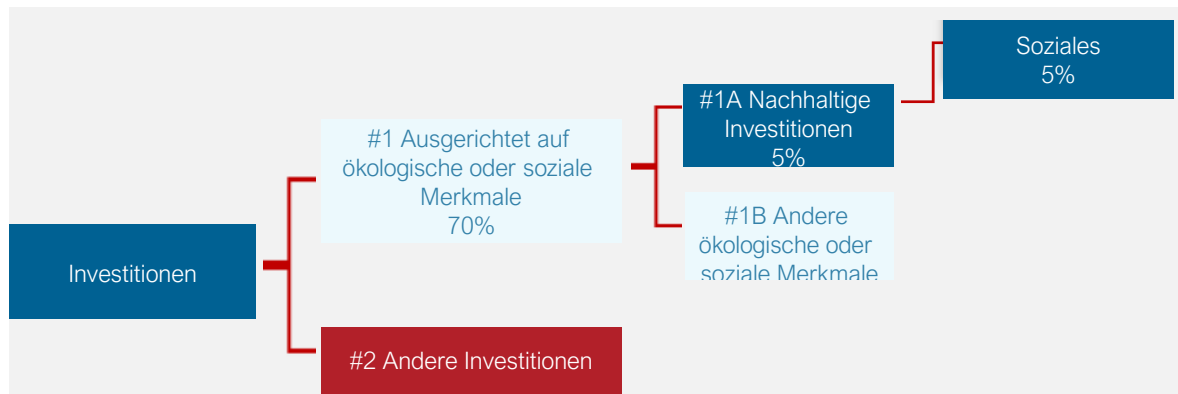 Investitionen
#1 Ausgerichtet auf
ökologische oder soziale
Merkmale
70%
#2 Andere Investitionen
#1A Nachhaltige
Investitionen
5%
#1B Andere
ökologische oder
soziale Merkmale
Soziales
5%